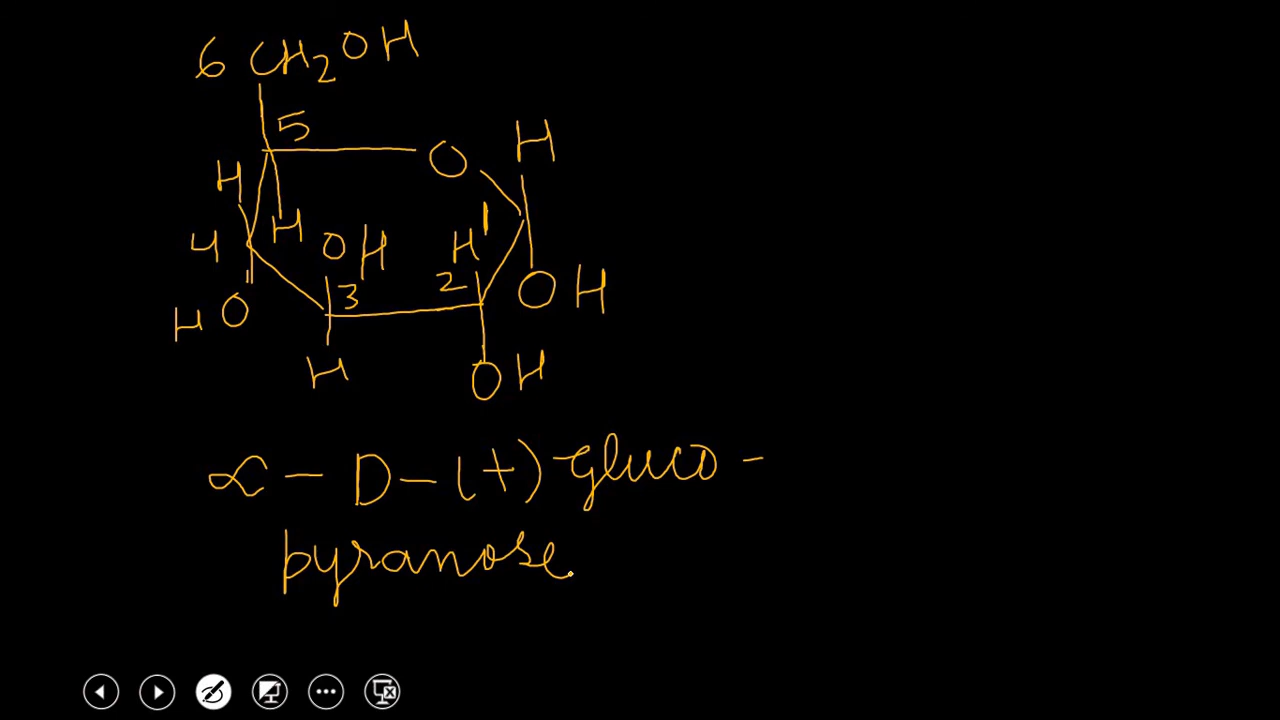 6 CH2OH
5
O
H
H
4
H
OH
H
1
2
3
OH
HO
H
OH
α - D - (+) gluco -
pyranose